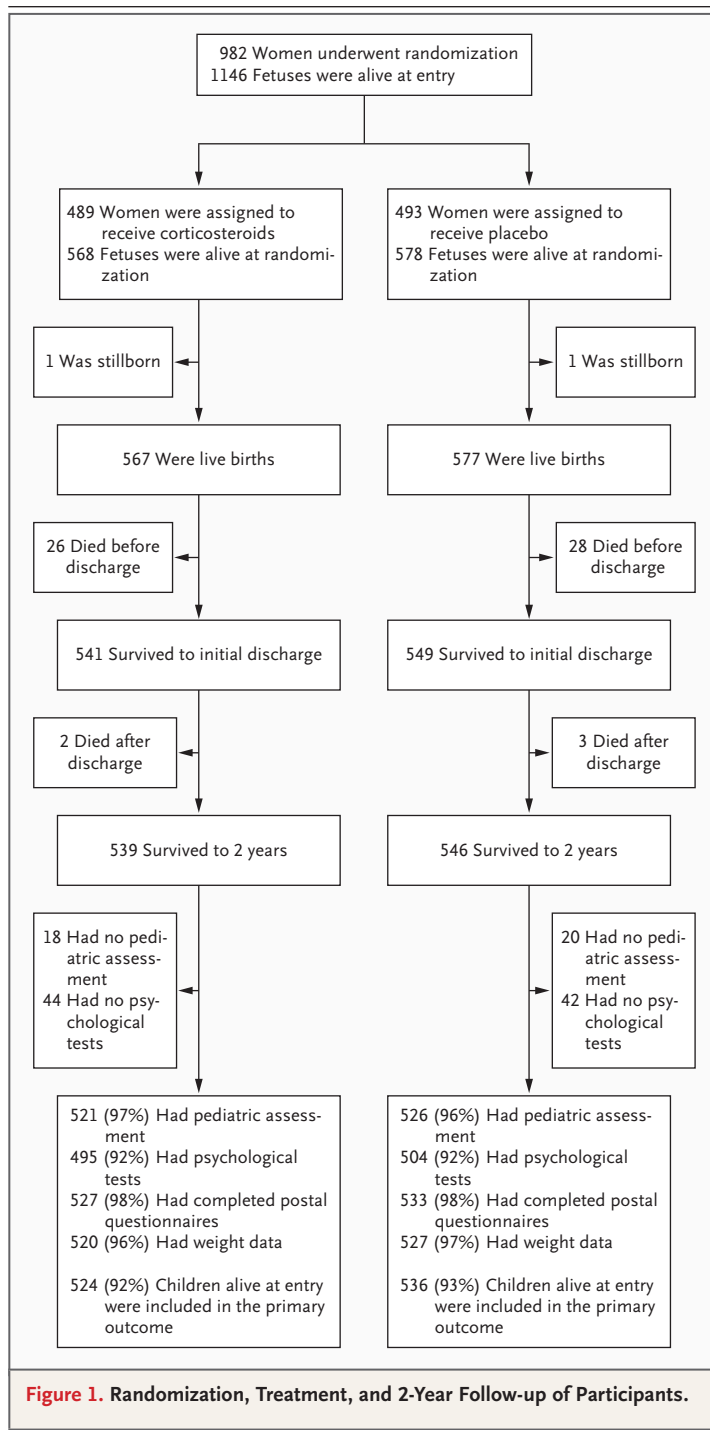 982 Women underwent randomization
1146 Fetuses were alive at entry
489 Women were assigned to
receive corticosteroids
568 Fetuses were alive at randomi-
zation
493 Women were assigned to
receive placebo
578 Fetuses were alive at randomi-
zation
1 Was stillborn
1 Was stillborn
567 Were live births
577 Were live births
26 Died before
discharge
28 Died before
discharge
541 Survived to initial discharge
549 Survived to initial discharge
2 Died after
discharge
3 Died after
discharge
539 Survived to 2 years
546 Survived to 2 years
18 Had no pedi-
atric assess-
ment
44 Had no psy-
chological
tests
20 Had no pedi-
atric assess-
ment
42 Had no psy-
chological
tests
521 (97%) Had pediatric assess-
ment
495 (92%) Had psychological
tests
527 (98%) Had completed postal
questionnaires
520 (96%) Had weight data
524 (92%) Children alive at entry
were included in the primary
outcome
526 (96%) Had pediatric assess-
ment
504 (92%) Had psychological
tests
533 (98%) Had completed postal
questionnaires
527 (97%) Had weight data
536 (93%) Children alive at entry
were included in the primary
outcome
Figure 1. Randomization, Treatment, and 2-Year Follow-up of Participants.